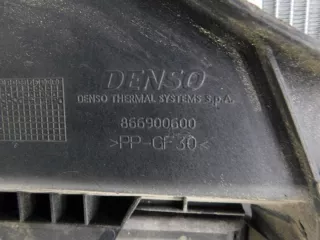 DENSO
DENSO THERMAL SYSTEMS S.p.A.
866900600
>PP-GF30<